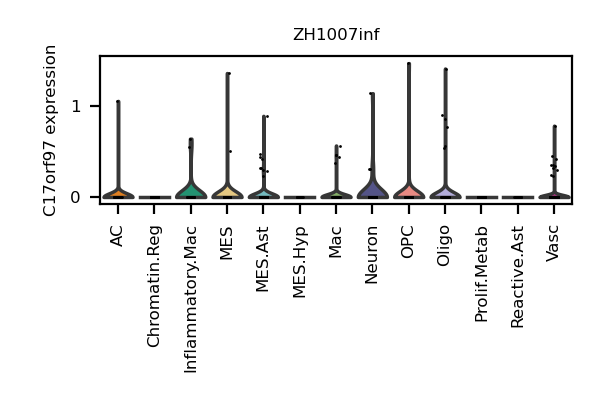 ZH1007inf
C17orf97 expression
1
0
AC
Chromatin.Reg
Inflammatory.Mac
MES
MES.Ast
MES.Hyp
Mac
Neuron
OPC
Oligo
Prolif.Metab
Reactive.Ast
Vasc